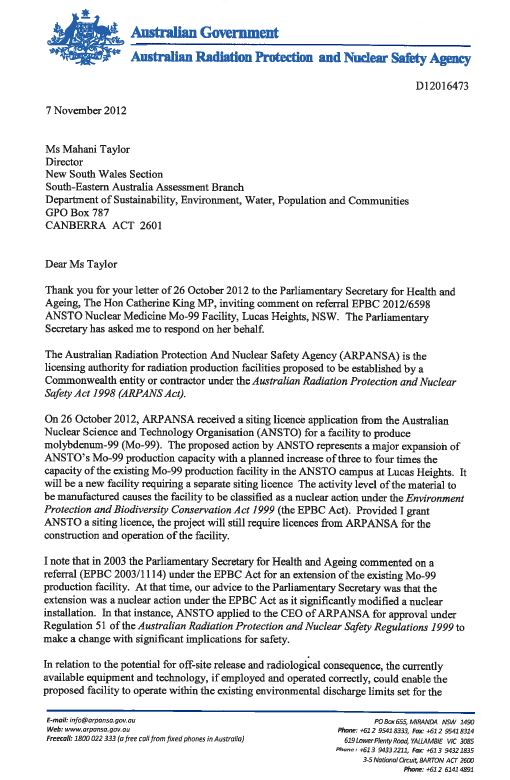 Australian Government
Australian Radiation Protection and Nuclear Safety Agency
D12016473
7 November 2012
Ms Mahani Taylor
Director
New South Wales Section
South-Eastern Australia Assessment Branch
Department of Sustainability, Environment, Water, Population and Communities
GPO Box 787
CANBERRA ACT 2601
Dear Ms Taylor
Thank you for your letter of 26 October 2012 to the Parliamentary Secretary for Health and
Ageing, The Hon Catherine King MP, inviting comment on referral EPBC 2012/6598
ANSTO Nuclear Medicine Mo-99 Facility, Lucas Heights, NSW. The Parliamentary
Secretary has asked me to respond on her behalf.
The Australian Radiation Protection And Nuclear Safety Agency (ARPANSA) is the
licensing authority for radiation production facilities proposed to be established by a
Commonwealth entity or contractor under the Australian Radiation Protection and Nuclear
Safety Act 1998 (ARPANS Act).
On 26 October 2012, ARPANSA received a siting licence application from the Australian
Nuclear Science and Technology Organisation (ANSTO) for a facility to produce
molybdenum-99 (Mo-99). The proposed action by ANSTO represents a major expansion of
ANSTO's Mo-99 production capacity with a planned increase of three to four times the
capacity of the existing Mo-99 production facility in the ANSTO campus at Lucas Heights. It
will be a new facility requiring a separate siting licence The activity level of the material to
be manufactured causes the facility to be classified as a nuclear action under the Environment
Protection and Biodiversity Conservation Act 1999 (the EPBC Act). Provided I grant
ANSTO a siting licence, the project will still require licences from ARPANSA for the
construction and operation of the facility.
I note that in 2003 the Parliamentary Secretary for Health and Ageing commented on a
referral (EPBC 2003/1114) under the EPBC Act for an extension of the existing Mo-99
production facility. At that time, our advice to the Parliamentary Secretary was that the
extension was a nuclear action under the EPBC Act as it significantly modified a nuclear
installation. In that instance, ANSTO applied to the CEO of ARPANSA for approval under
Regulation 51 of the Australian Radiation Protection and Nuclear Safety Regulations 1999 to
make a change with significant implications for safety.
In relation to the potential for off-site release and radiological consequence, the currently
available equipment and technology, if employed and operated correctly, could enable the
proposed facility to operate within the existing environmental discharge limits set for the
E-mail: info@arpansa.gov.au
Web: www.arpansa.gov.au
Freecall: 1800 022 333 (a free call from fixed phones in Australia)
PO Box 655, MIRANDA NSW 1490
Phone: +61 2 9541 8333, Fax: +61 2 9541 8314
619 Lower Plenty Road, YALLAMBIE VIC 3085
Phone: +61 3 9433 2211, Fax: +61 3 9432 1835
3-5 National Circuit, BARTON ACT 2600
Phone: +61 2 6141 4891